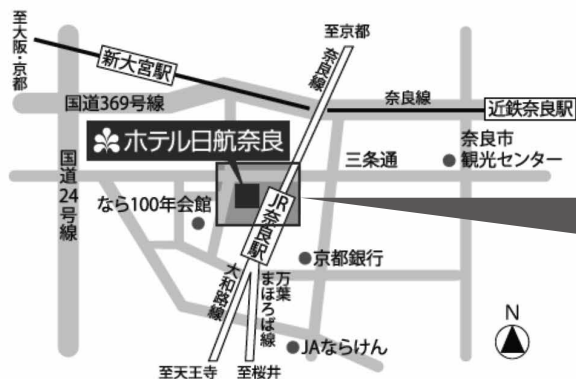 至大阪・京都
新大宮駅
至京都
奈良線
国道369号線
奈良線
近鉄奈良駅
ホテル日航奈良
国道24号線
三条通
奈良市
観光センター
なら100年会館
JR奈良駅
京都銀行
大和路線
万葉
まほろば線
JAならけん
至天王寺
至桜井
N